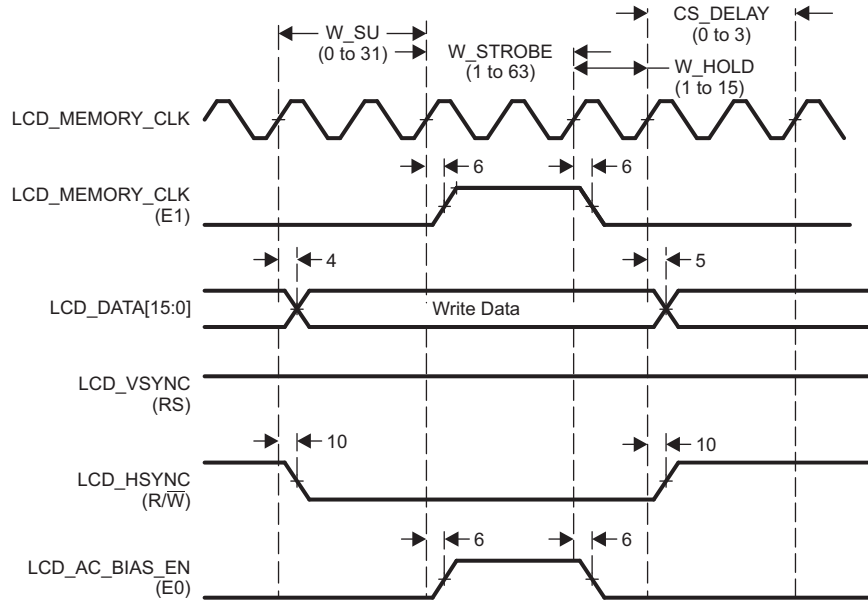 CS_DELAY
(0 to 3)
W_SU
(0 to 31)
W_STROBE
(1 to 63)
W_HOLD
(1 to 15)
LCD_MEMORY_CLK
6
6
LCD_MEMORY_CLK
(E1)
4
5
LCD_DATA[15:0]
Write Data
LCD_VSYNC
(RS)
10
10
LCD_HSYNC
(R/W̅)
6
6
LCD_AC_BIAS_EN
(E0)